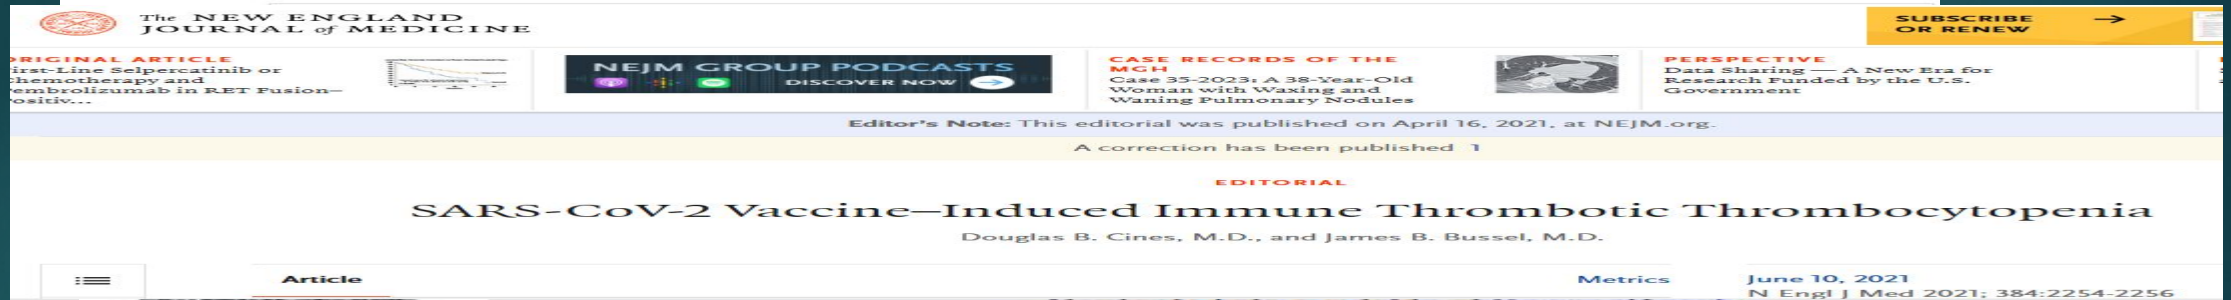 The NEW ENGLAND
JOURNAL of MEDICINE
SUBSCRIBE
OR RENEW
ORIGINAL ARTICLE
First-Line Selpercatinib or
Chemotherapy and
Pembrolizumab in RET Fusion–
Positiv...
NEJM GROUP PODCASTS
DISCOVER NOW
CASE RECORDS OF THE
MGH
Case 35-2023: A 38-Year-Old
Woman with Waxing and
Waning Pulmonary Nodules
PERSPECTIVE
Data Sharing — A New Era for
Research Funded by the U.S.
Government
Editor's Note: This editorial was published on April 16, 2021, at NEJM.org.
A correction has been published 1
EDITORIAL
SARS-CoV-2 Vaccine–Induced Immune Thrombotic Thrombocytopenia
Douglas B. Cines, M.D., and James B. Bussel, M.D.
Article
Metrics
June 10, 2021
N Engl J Med 2021; 384:2254-2256